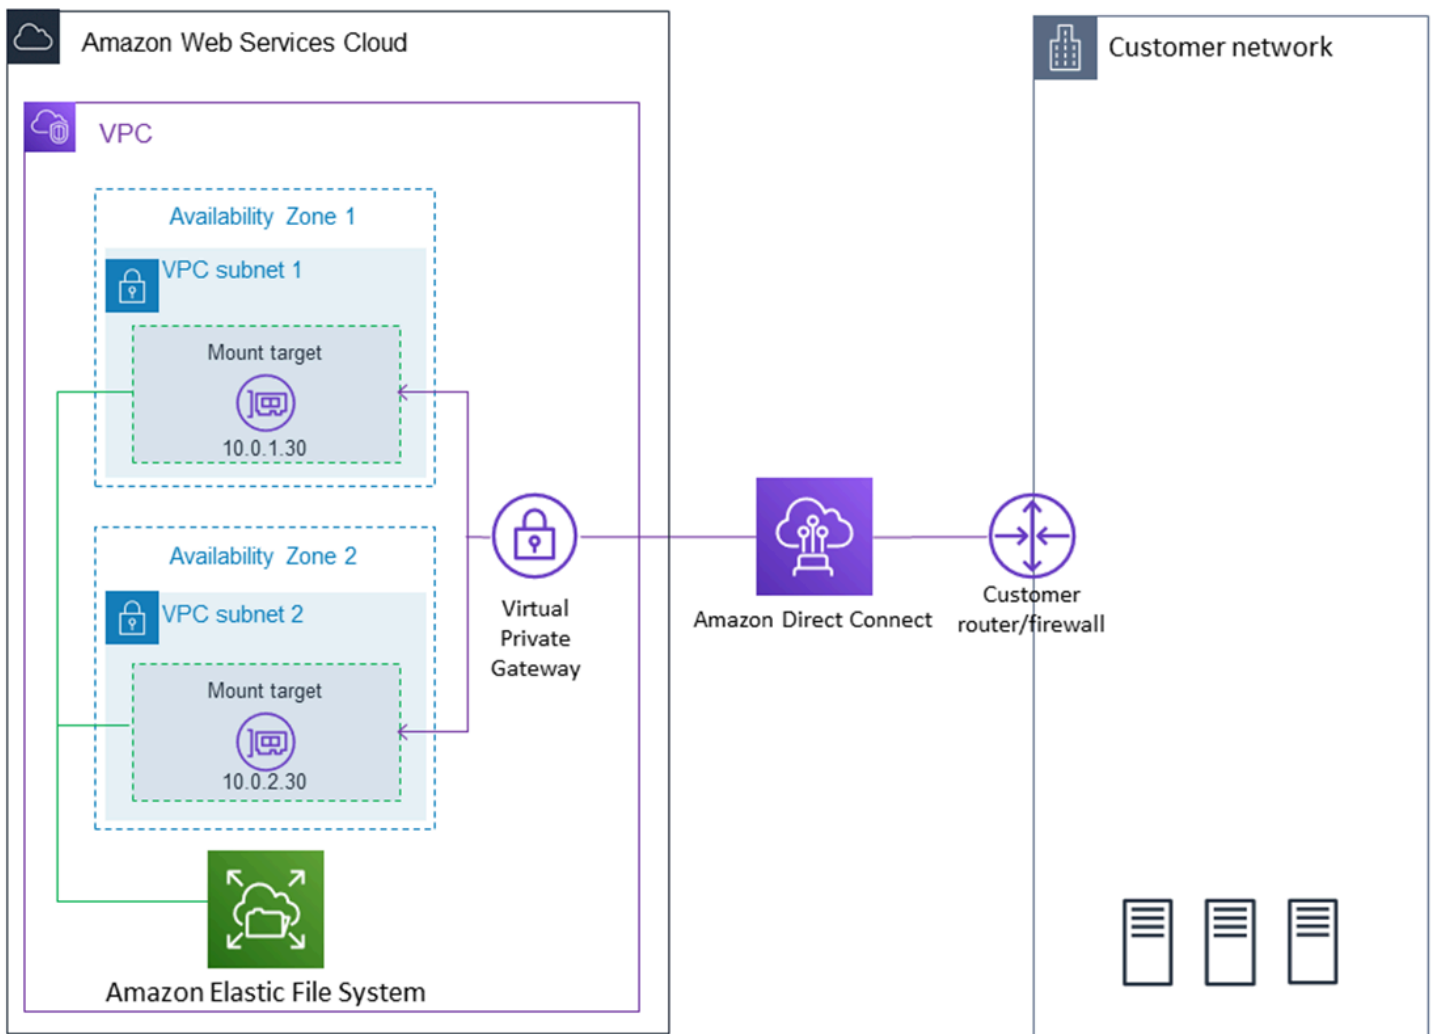 Amazon Web Services Cloud
Customer network
VPC
Availability Zone 1
VPC subnet 1
Mount target
10.0.1.30
Availability Zone 2
VPC subnet 2
Mount target
10.0.2.30
Virtual
Private
Gateway
Amazon Direct Connect
Customer
router/firewall
Amazon Elastic File System